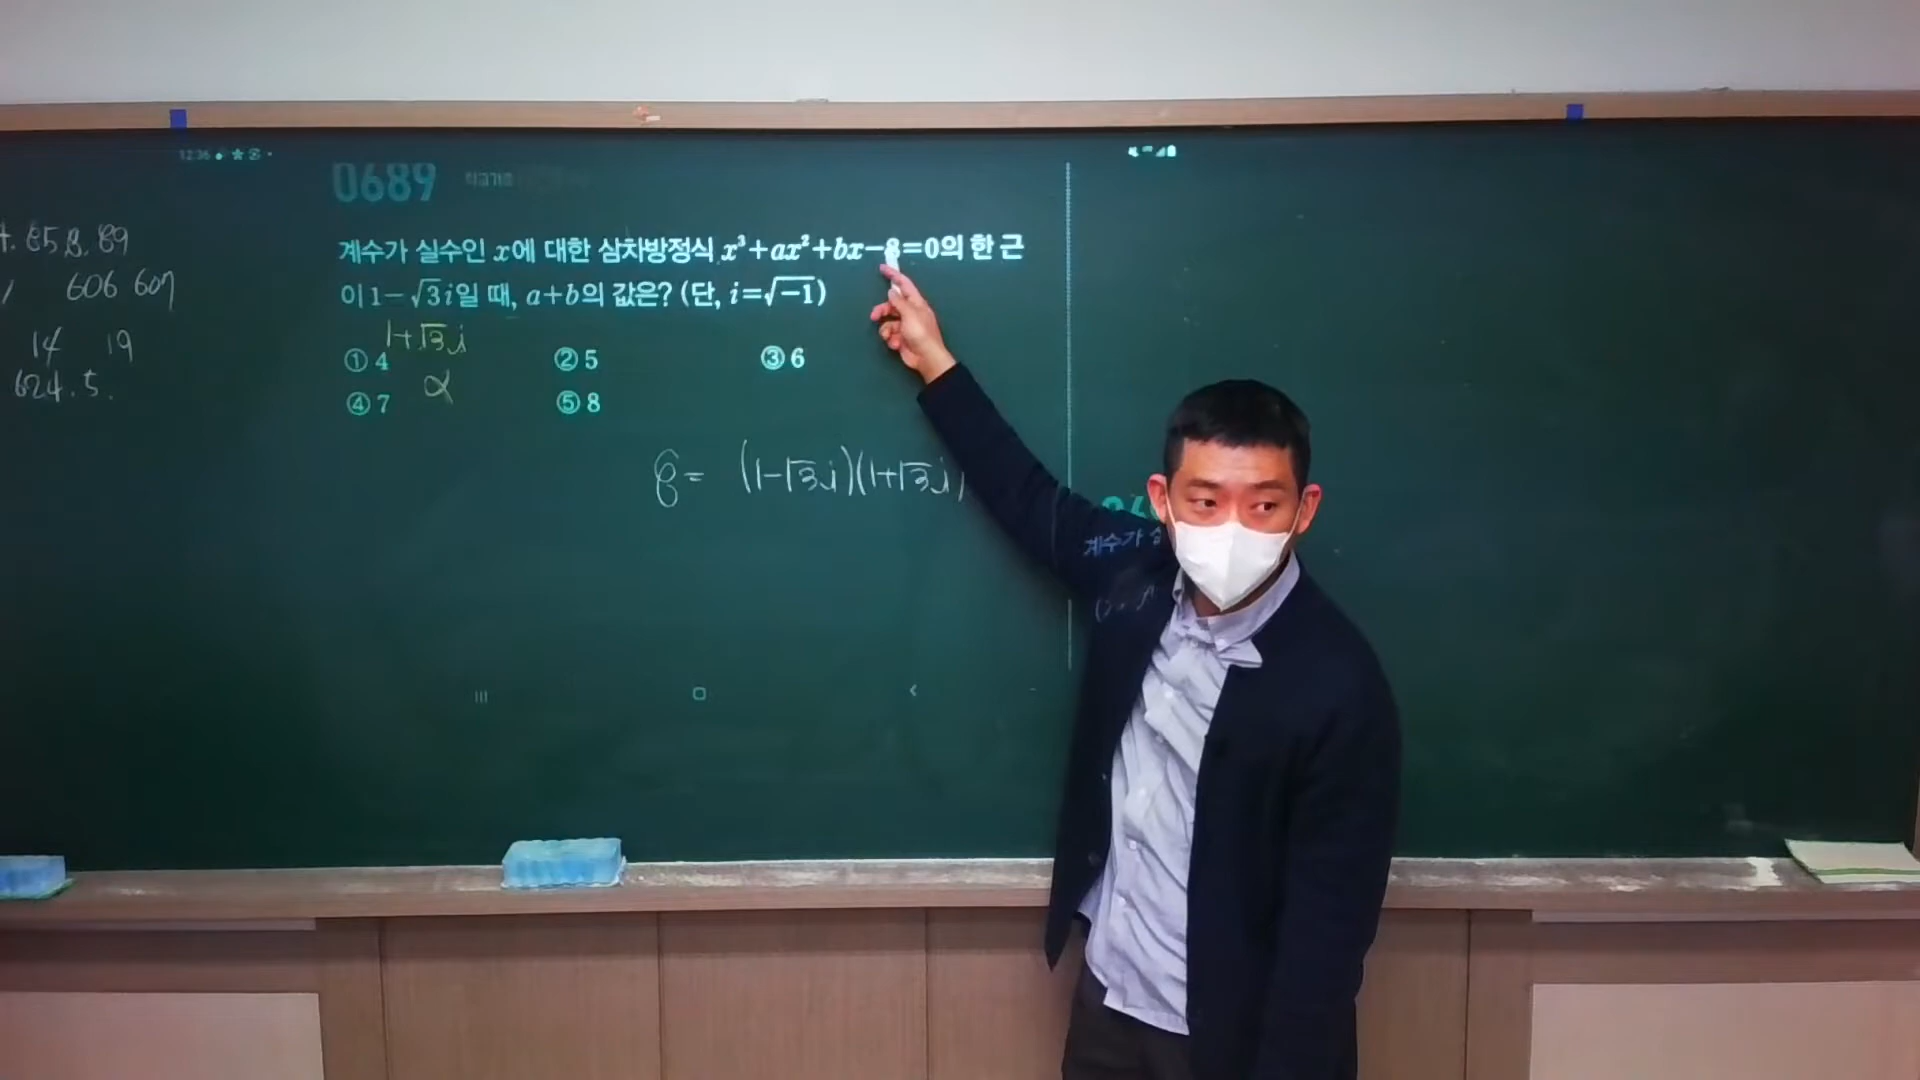 12:36
0689
계수가 실수인 x에 대한 삼차방정식 x³+ax²+bx-8=0의 한 근
이 1-√3i일 때, a+b의 값은? (단, i=√-1)
1+√3i
① 4 ② 5 ③ 6
α
④ 7 ⑤ 8
8= (1-√3i)(1+√3i)
계수가
658. 89
606 607
14 19
624. 5.